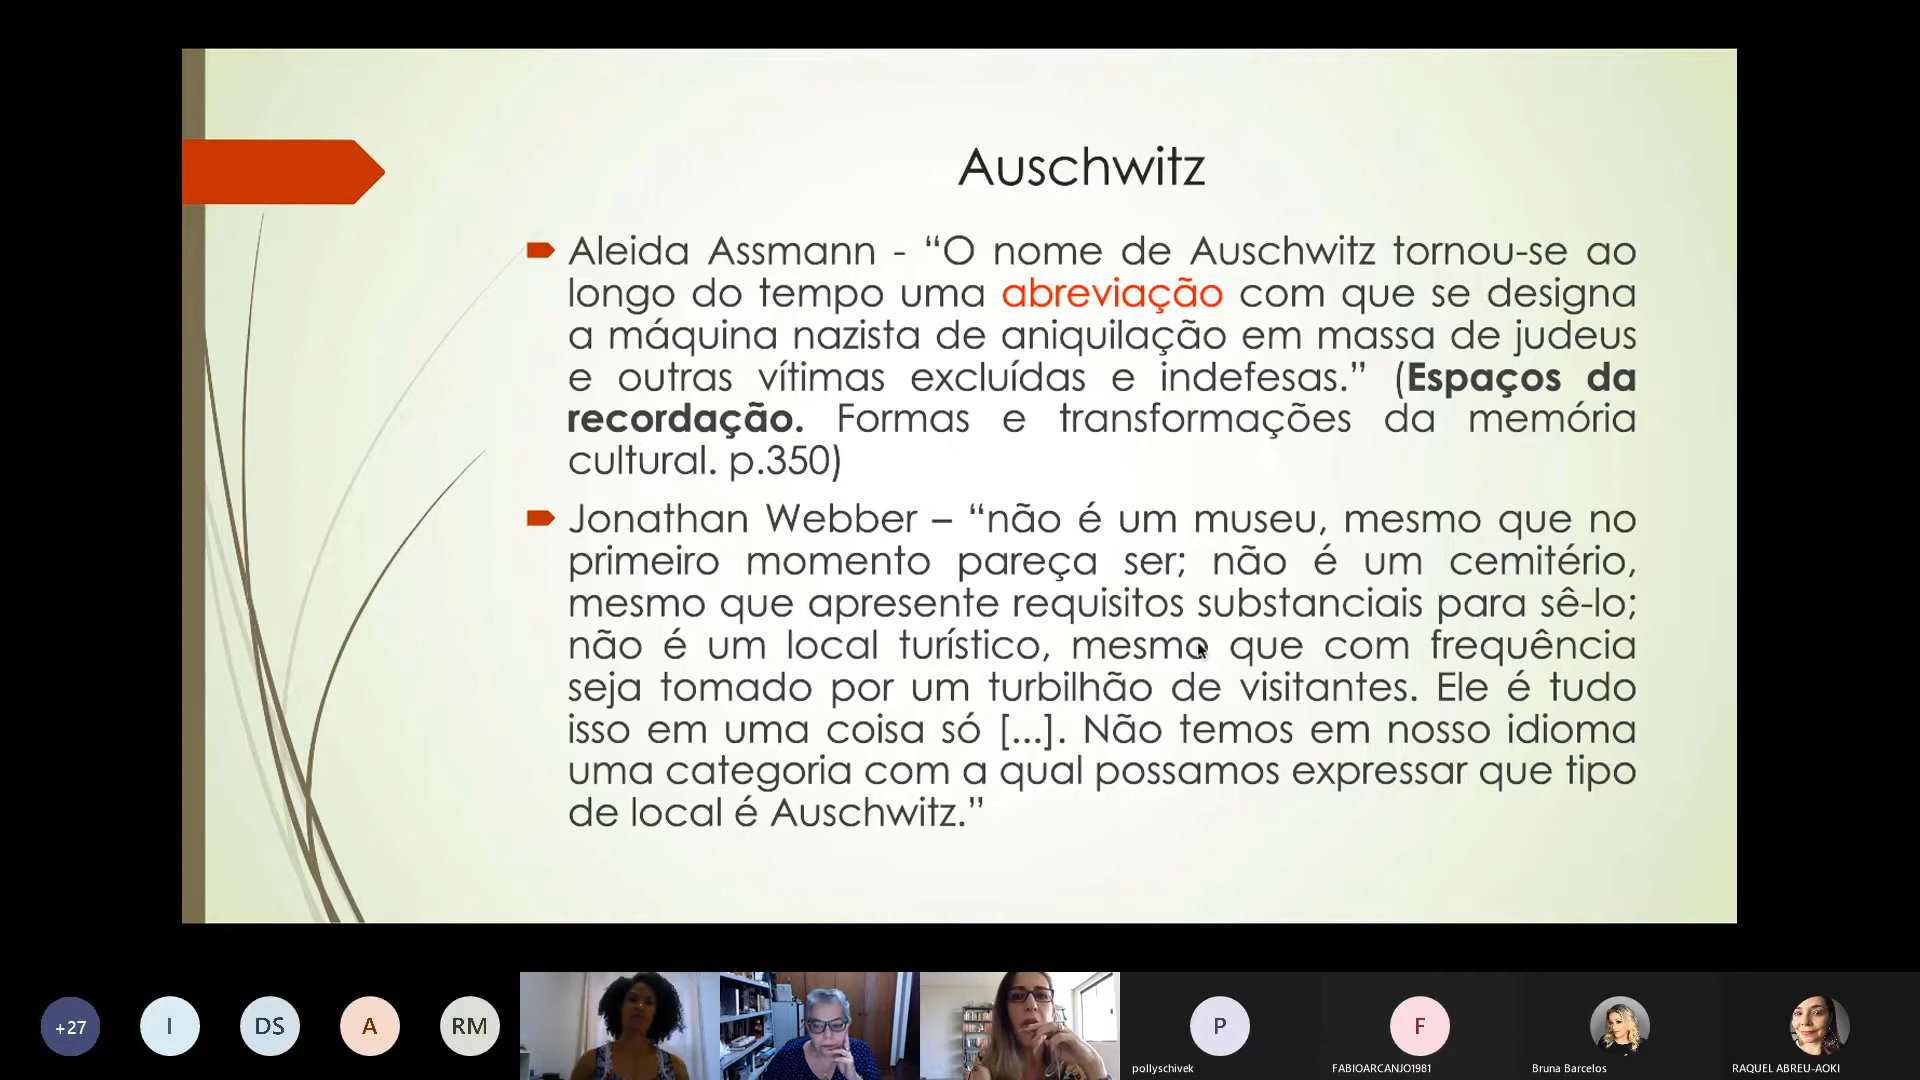 Auschwitz
Aleida Assmann - “O nome de Auschwitz tornou-se ao
longo do tempo uma abreviação com que se designa
a máquina nazista de aniquilação em massa de judeus
e outras vítimas excluídas e indefesas.” (Espaços da
recordação. Formas e transformações da memória
cultural. p.350)
Jonathan Webber – “não é um museu, mesmo que no
primeiro momento pareça ser; não é um cemitério,
mesmo que apresente requisitos substanciais para sê-lo;
não é um local turístico, mesmo que com frequência
seja tomado por um turbilhão de visitantes. Ele é tudo
isso em uma coisa só [...]. Não temos em nosso idioma
uma categoria com a qual possamos expressar que tipo
de local é Auschwitz.”
+27
I
DS
A
RM
P
F
pollyschivek
FABIOARCANJO1981
Bruna Barcelos
RAQUEL ABREU-AOKI